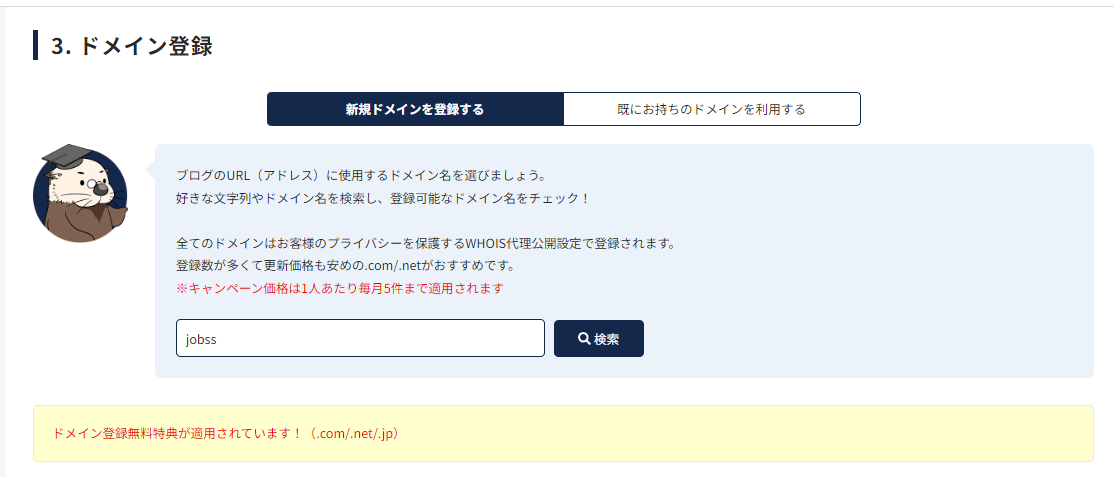 3. ドメイン登録
新規ドメインを登録する
既にお持ちのドメインを利用する
ブログのURL（アドレス）に使用するドメイン名を選びましょう。
好きな文字列やドメイン名を検索し、登録可能なドメイン名をチェック！
全てのドメインはお客様のプライバシーを保護するWHOIS代理公開設定で登録されます。
登録数が多くて更新価格も安めの.com/.netがおすすめです。
※キャンペーン価格は1人あたり毎月5件まで適用されます
jobss
検索
ドメイン登録無料特典が適用されています！（.com/.net/.jp）